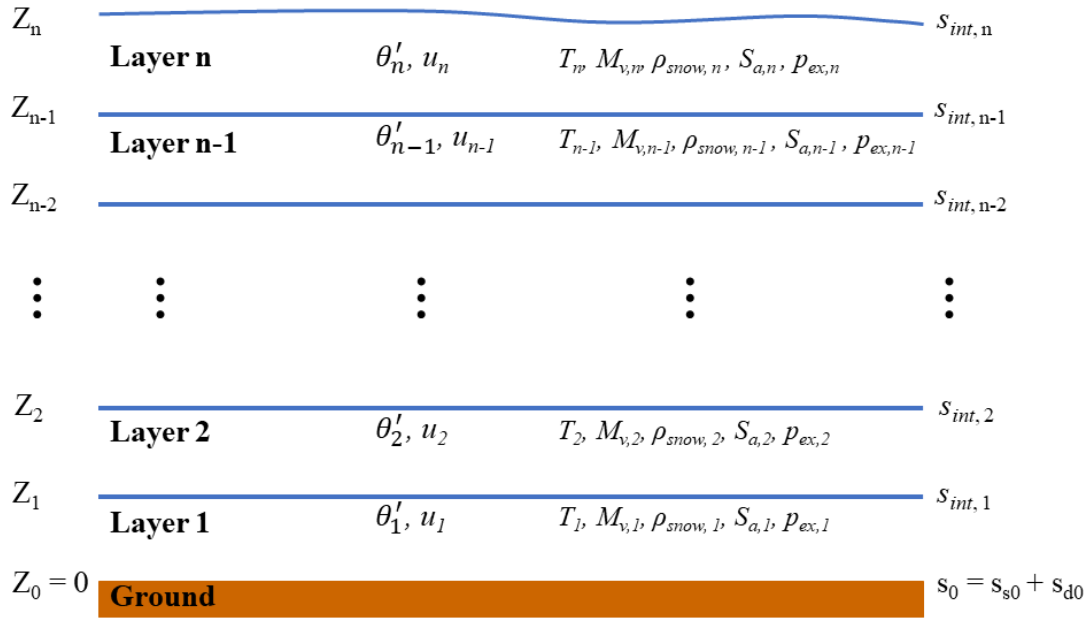 Zₙ sᵢₙₜ, ₙ
Layer n θ′ₙ, uₙ Tₙ, Mᵥ,ₙ, ρₛₙₒw, ₙ, Sₐ,ₙ, pₑₓ,ₙ
Zₙ₋₁ sᵢₙₜ, ₙ₋₁
Layer n-1 θ′ₙ₋₁, uₙ₋₁ Tₙ₋₁, Mᵥ,ₙ₋₁, ρₛₙₒw, ₙ₋₁, Sₐ,ₙ₋₁ , pₑₓ,ₙ₋₁
Zₙ₋₂ sᵢₙₜ, ₙ₋₂
⋮ ⋮ ⋮ ⋮ ⋮
Z₂ sᵢₙₜ, ₂
Layer 2 θ′₂, u₂ T₂, Mᵥ,₂, ρₛₙₒw, ₂, Sₐ,₂, pₑₓ,₂
Z₁ sᵢₙₜ, ₁
Layer 1 θ′₁, u₁ T₁, Mᵥ,₁, ρₛₙₒw, ₁, Sₐ,₁, pₑₓ,₁
Z₀ = 0 s₀ = sₛ₀ + s_d0
Ground